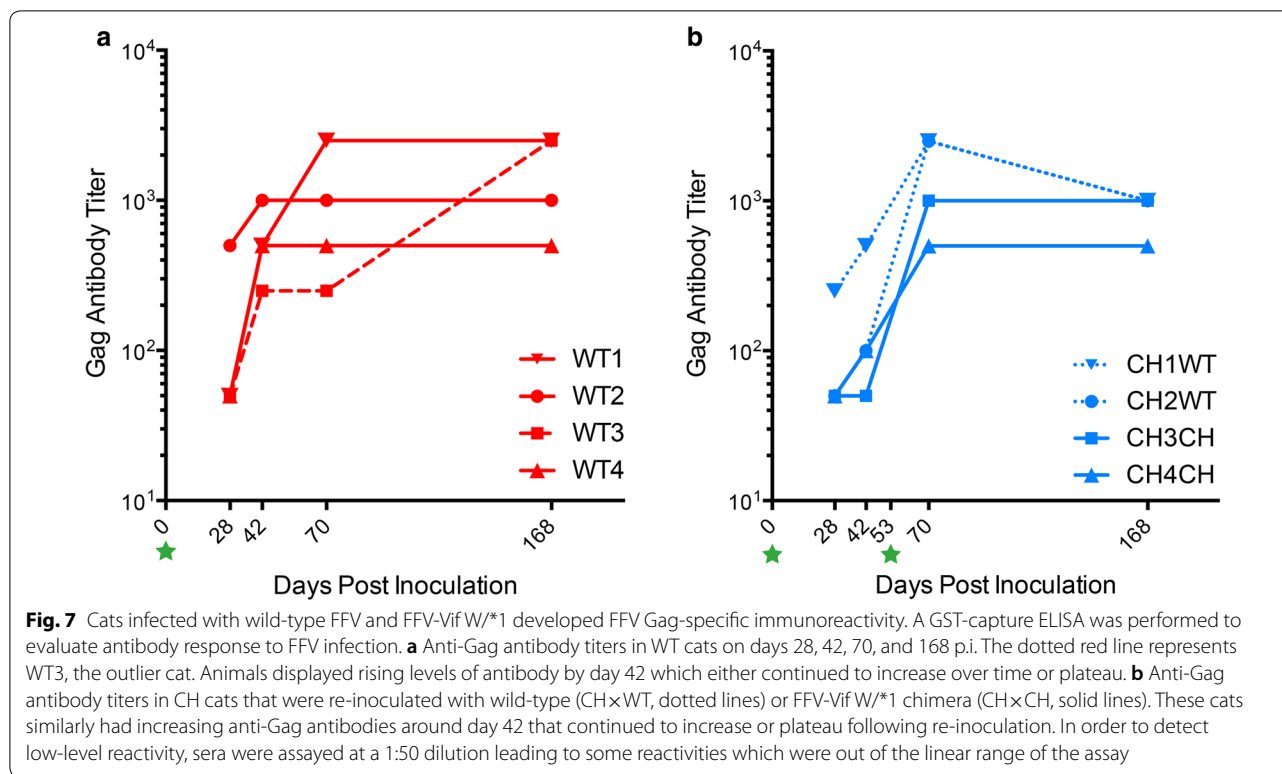 a
b
10⁴
10³
10²
10¹
Gag Antibody Titer
WT1
WT2
WT3
WT4
0 28 42 70 168
Days Post Inoculation
10⁴
10³
10²
10¹
Gag Antibody Titer
CH1WT
CH2WT
CH3CH
CH4CH
0 28 42 53 70 168
Days Post Inoculation
Fig. 7 Cats infected with wild-type FFV and FFV-Vif W/*1 developed FFV Gag-specific immunoreactivity. A GST-capture ELISA was performed to
evaluate antibody response to FFV infection. a Anti-Gag antibody titers in WT cats on days 28, 42, 70, and 168 p.i. The dotted red line represents
WT3, the outlier cat. Animals displayed rising levels of antibody by day 42 which either continued to increase over time or plateau. b Anti-Gag
antibody titers in CH cats that were re-inoculated with wild-type (CH×WT, dotted lines) or FFV-Vif W/*1 chimera (CH×CH, solid lines). These cats
similarly had increasing anti-Gag antibodies around day 42 that continued to increase or plateau following re-inoculation. In order to detect
low-level reactivity, sera were assayed at a 1:50 dilution leading to some reactivities which were out of the linear range of the assay